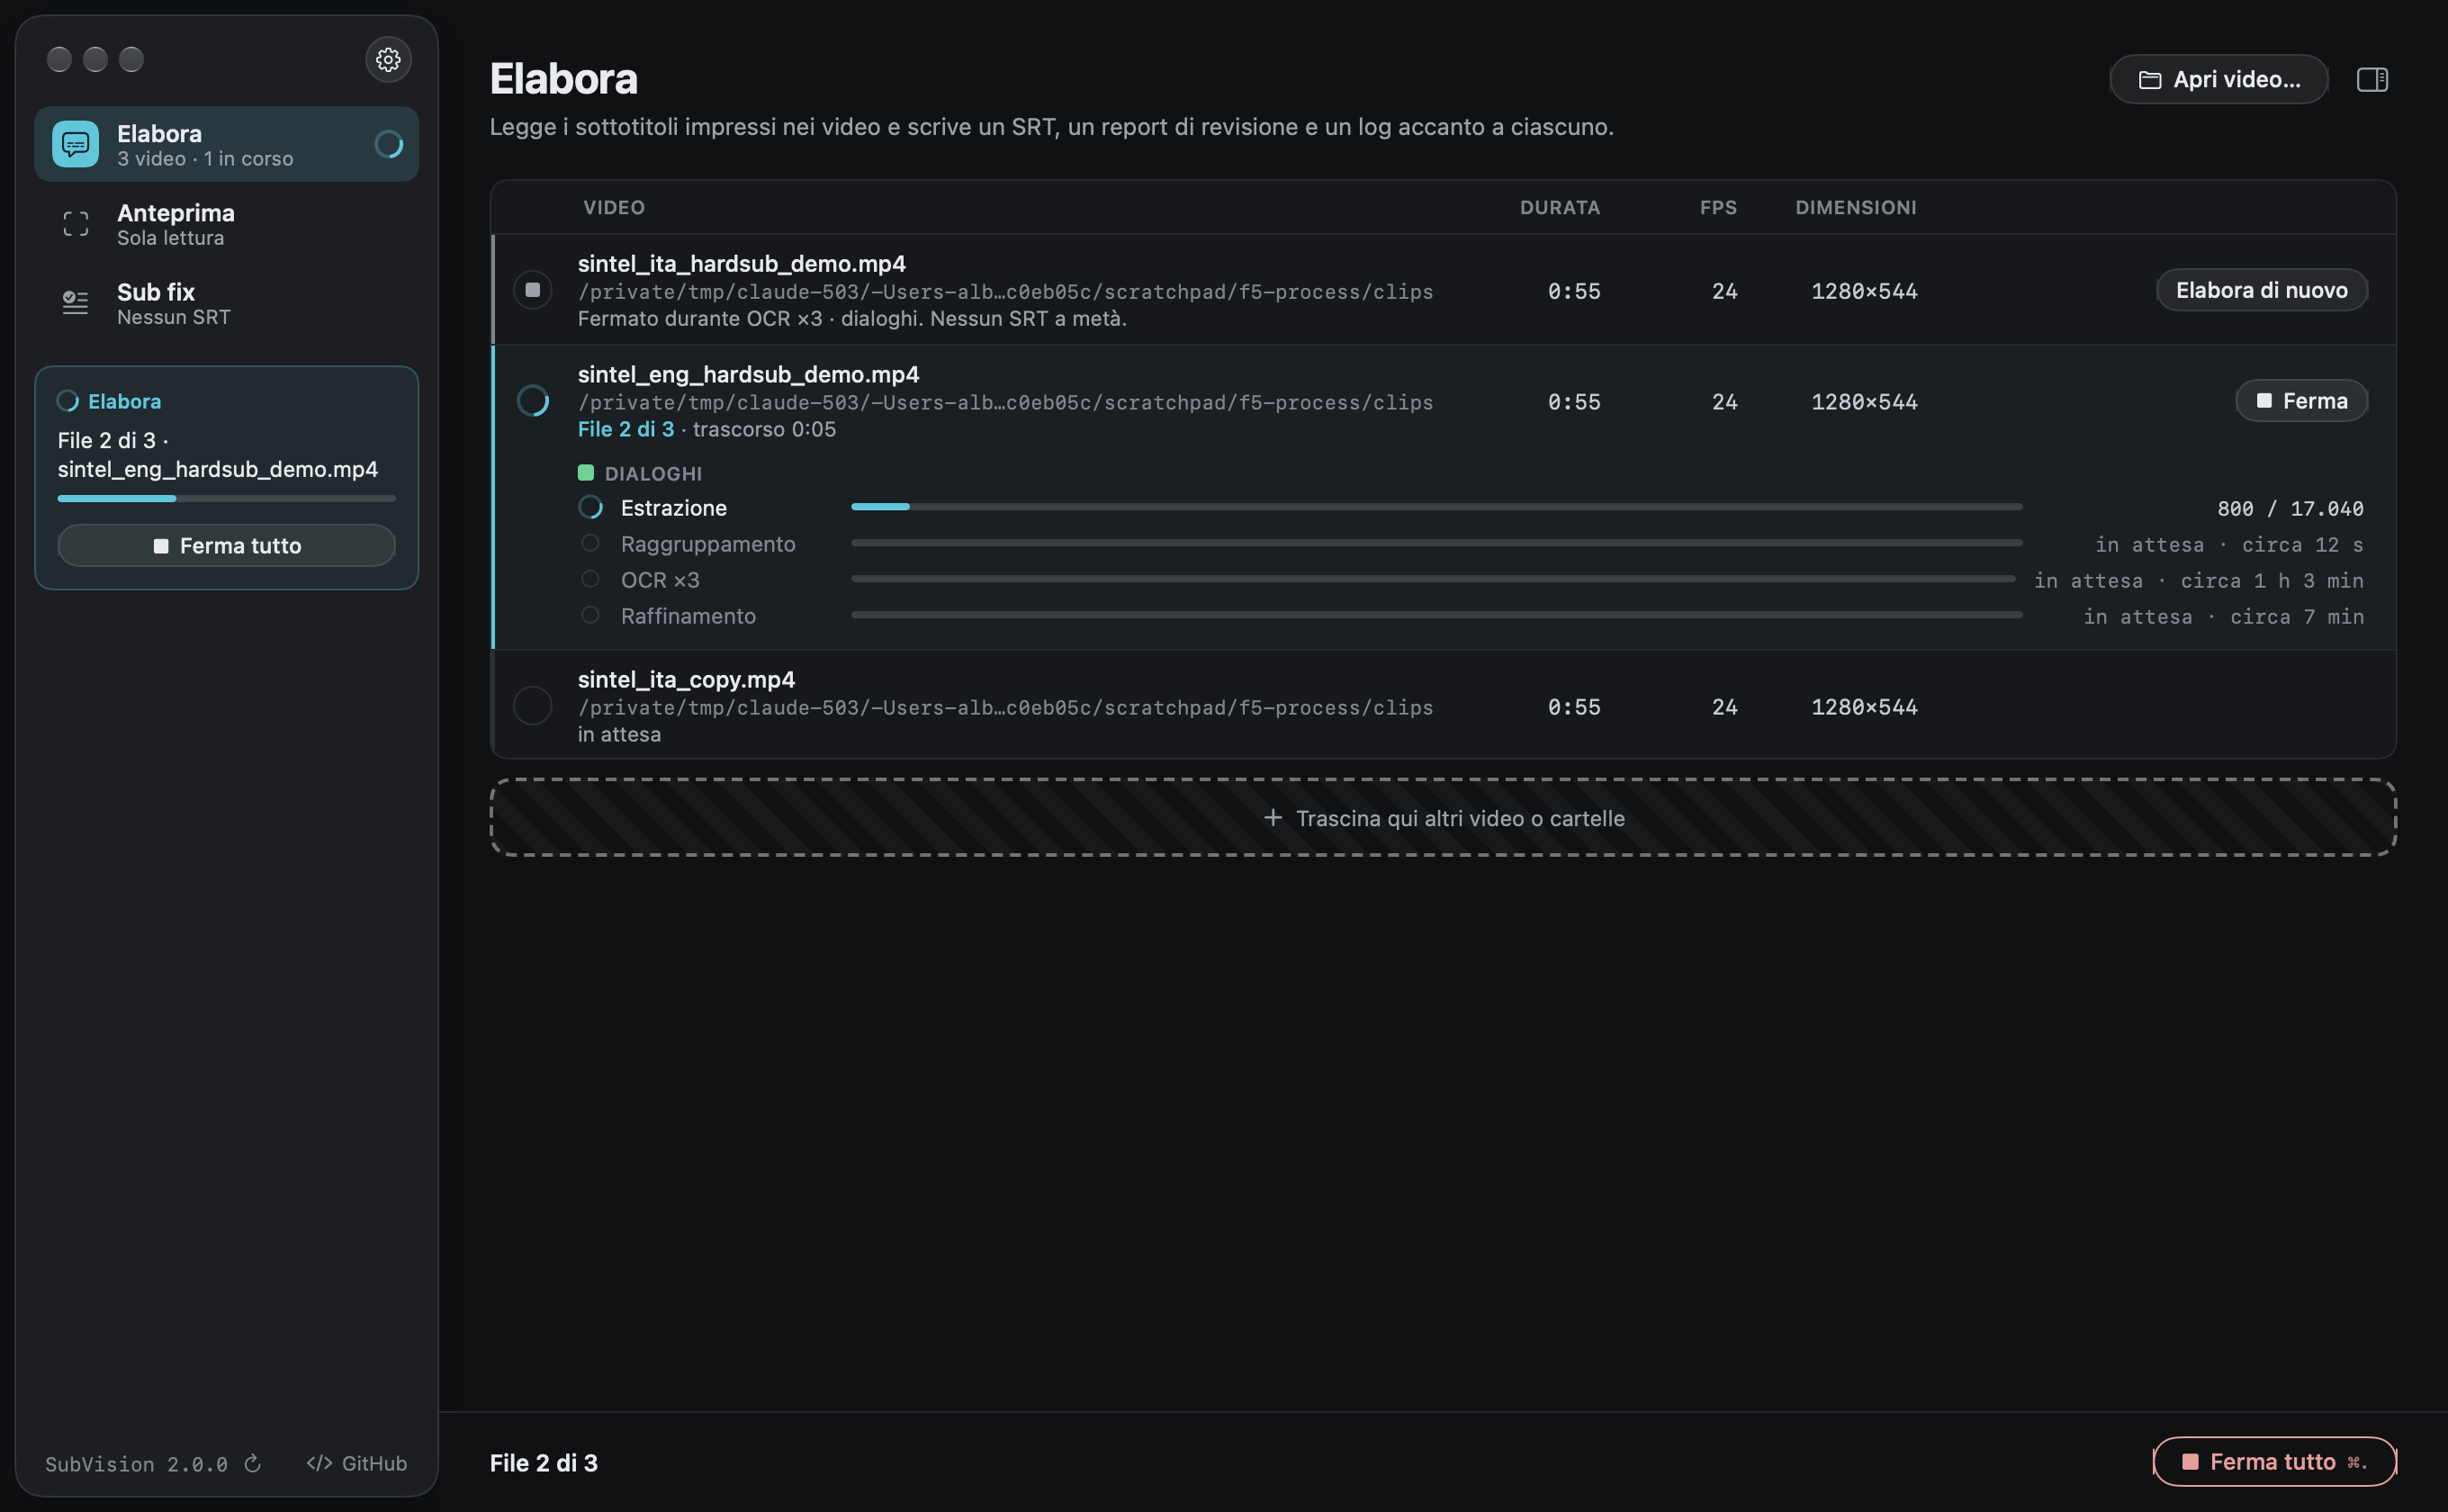 Elabora
3 video · 1 in corso
Anteprima
Sola lettura
Sub fix
Nessun SRT
Elabora
File 2 di 3 ·
sintel_eng_hardsub_demo.mp4
Ferma tutto
SubVision 2.0.0
</> GitHub
Elabora
Legge i sottotitoli impressi nei video e scrive un SRT, un report di revisione e un log accanto a ciascuno.
Apri video…
VIDEO DURATA FPS DIMENSIONI
sintel_ita_hardsub_demo.mp4
/private/tmp/claude-503/-Users-alb…c0eb05c/scratchpad/f5-process/clips 0:55 24 1280×544 Elabora di nuovo
Fermato durante OCR ×3 · dialoghi. Nessun SRT a metà.
sintel_eng_hardsub_demo.mp4
/private/tmp/claude-503/-Users-alb…c0eb05c/scratchpad/f5-process/clips 0:55 24 1280×544 Ferma
File 2 di 3 · trascorso 0:05
DIALOGHI
Estrazione 800 / 17.040
Raggruppamento in attesa · circa 12 s
OCR ×3 in attesa · circa 1 h 3 min
Raffinamento in attesa · circa 7 min
sintel_ita_copy.mp4
/private/tmp/claude-503/-Users-alb…c0eb05c/scratchpad/f5-process/clips 0:55 24 1280×544
in attesa
+ Trascina qui altri video o cartelle
File 2 di 3
Ferma tutto ⌘.